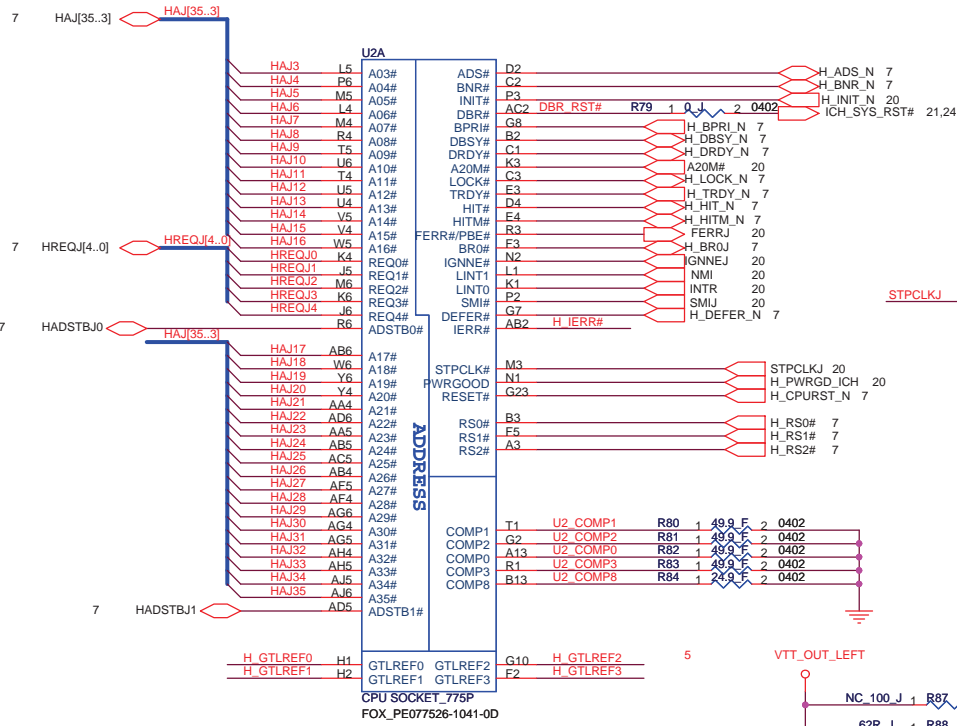 7 HAJ[35..3] HAJ[35..3]
U2A
HAJ3 L5 A03# ADS# D2 H_ADS_N 7
HAJ4 P6 A04# BNR# C2 H_BNR_N 7
HAJ5 M5 A05# INIT# P3 H_INIT_N 20
HAJ6 L4 A06# DBR# AC2 DBR_RST# R79 1 0_J 2 0402 ICH_SYS_RST# 21,24
HAJ7 M4 A07# BPRI# G8 H_BPRI_N 7
HAJ8 R4 A08# DBSY# B2 H_DBSY_N 7
HAJ9 T5 A09# DRDY# C1 H_DRDY_N 7
HAJ10 U6 A10# A20M# K3 A20M# 20
HAJ11 T4 A11# LOCK# C3 H_LOCK_N 7
HAJ12 U5 A12# TRDY# E3 H_TRDY_N 7
HAJ13 U4 A13# HIT# D4 H_HIT_N 7
HAJ14 V5 A14# HITM# E4 H_HITM_N 7
HAJ15 V4 A15# FERR#/PBE# R3 FERRJ 20
7 HREQJ[4..0] HREQJ[4..0] HAJ16 W5 A16# BR0# F3 H_BR0J 7
HREQJ0 K4 REQ0# IGNNE# N2 IGNNEJ 20
HREQJ1 J5 REQ1# LINT1 L1 NMI 20
HREQJ2 M6 REQ2# LINT0 K1 INTR 20
HREQJ3 K6 REQ3# SMI# P2 SMIJ 20
STPCLKJ
HREQJ4 J6 REQ4# DEFER# G7 H_DEFER_N 7
7 HADSTBJ0 R6 ADSTB0# IERR# AB2 H_IERR#
HAJ[35..3]
HAJ17 AB6 A17#
HAJ18 W6 A18# STPCLK# M3 STPCLKJ 20
HAJ19 Y6 A19# PWRGOOD N1 H_PWRGD_ICH 20
HAJ20 Y4 A20# RESET# G23 H_CPURST_N 7
HAJ21 AA4 A21#
HAJ22 AD6 A22# RS0# B3 H_RS0# 7
HAJ23 AA5 A23# RS1# F5 H_RS1# 7
HAJ24 AB5 A24# RS2# A3 H_RS2# 7
HAJ25 AC5 A25#
HAJ26 AB4 A26#
HAJ27 AF5 A27#
HAJ28 AF4 A28#
ADDRESS
HAJ29 AG6 A29#
HAJ30 AG4 A30# COMP1 T1 U2_COMP1 R80 1 49.9_F 2 0402
HAJ31 AG5 A31# COMP2 G2 U2_COMP2 R81 1 49.9_F 2 0402
HAJ32 AH4 A32# COMP0 A13 U2_COMP0 R82 1 49.9_F 2 0402
HAJ33 AH5 A33# COMP3 R1 U2_COMP3 R83 1 49.9_F 2 0402
HAJ34 AJ5 A34# COMP8 B13 U2_COMP8 R84 1 24.9_F 2 0402
HAJ35 AJ6 A35#
7 HADSTBJ1 AD5 ADSTB1#
H_GTLREF0 H1 GTLREF0 GTLREF2 G10 H_GTLREF2
H_GTLREF1 H2 GTLREF1 GTLREF3 F2 H_GTLREF3
5 VTT_OUT_LEFT
CPU SOCKET_775P
FOX_PE077526-1041-0D
NC_100_J 1 R87
62R_J 1 R88